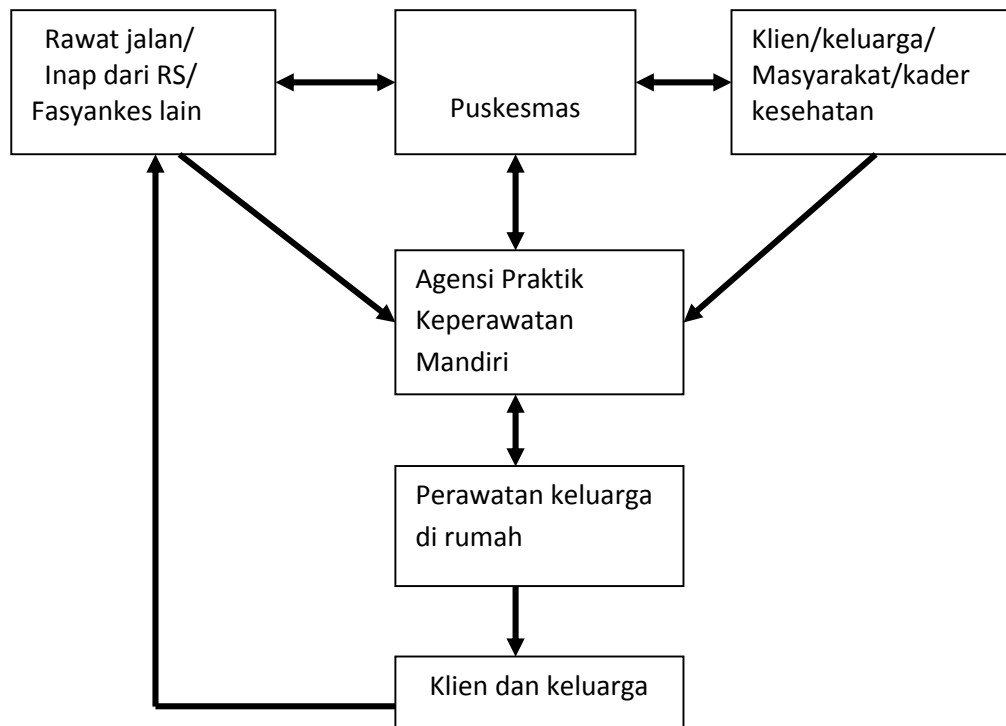 Rawat jalan/
Inap dari RS/
Fasyankes lain
Puskesmas
Klien/keluarga/
Masyarakat/kader
kesehatan
Agensi Praktik
Keperawatan
Mandiri
Perawatan keluarga
di rumah
Klien dan keluarga